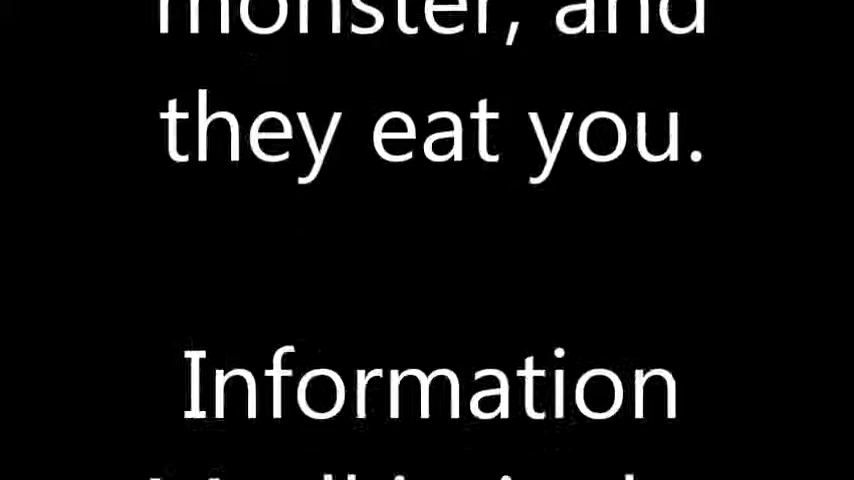 monster, and
they eat you.
Information